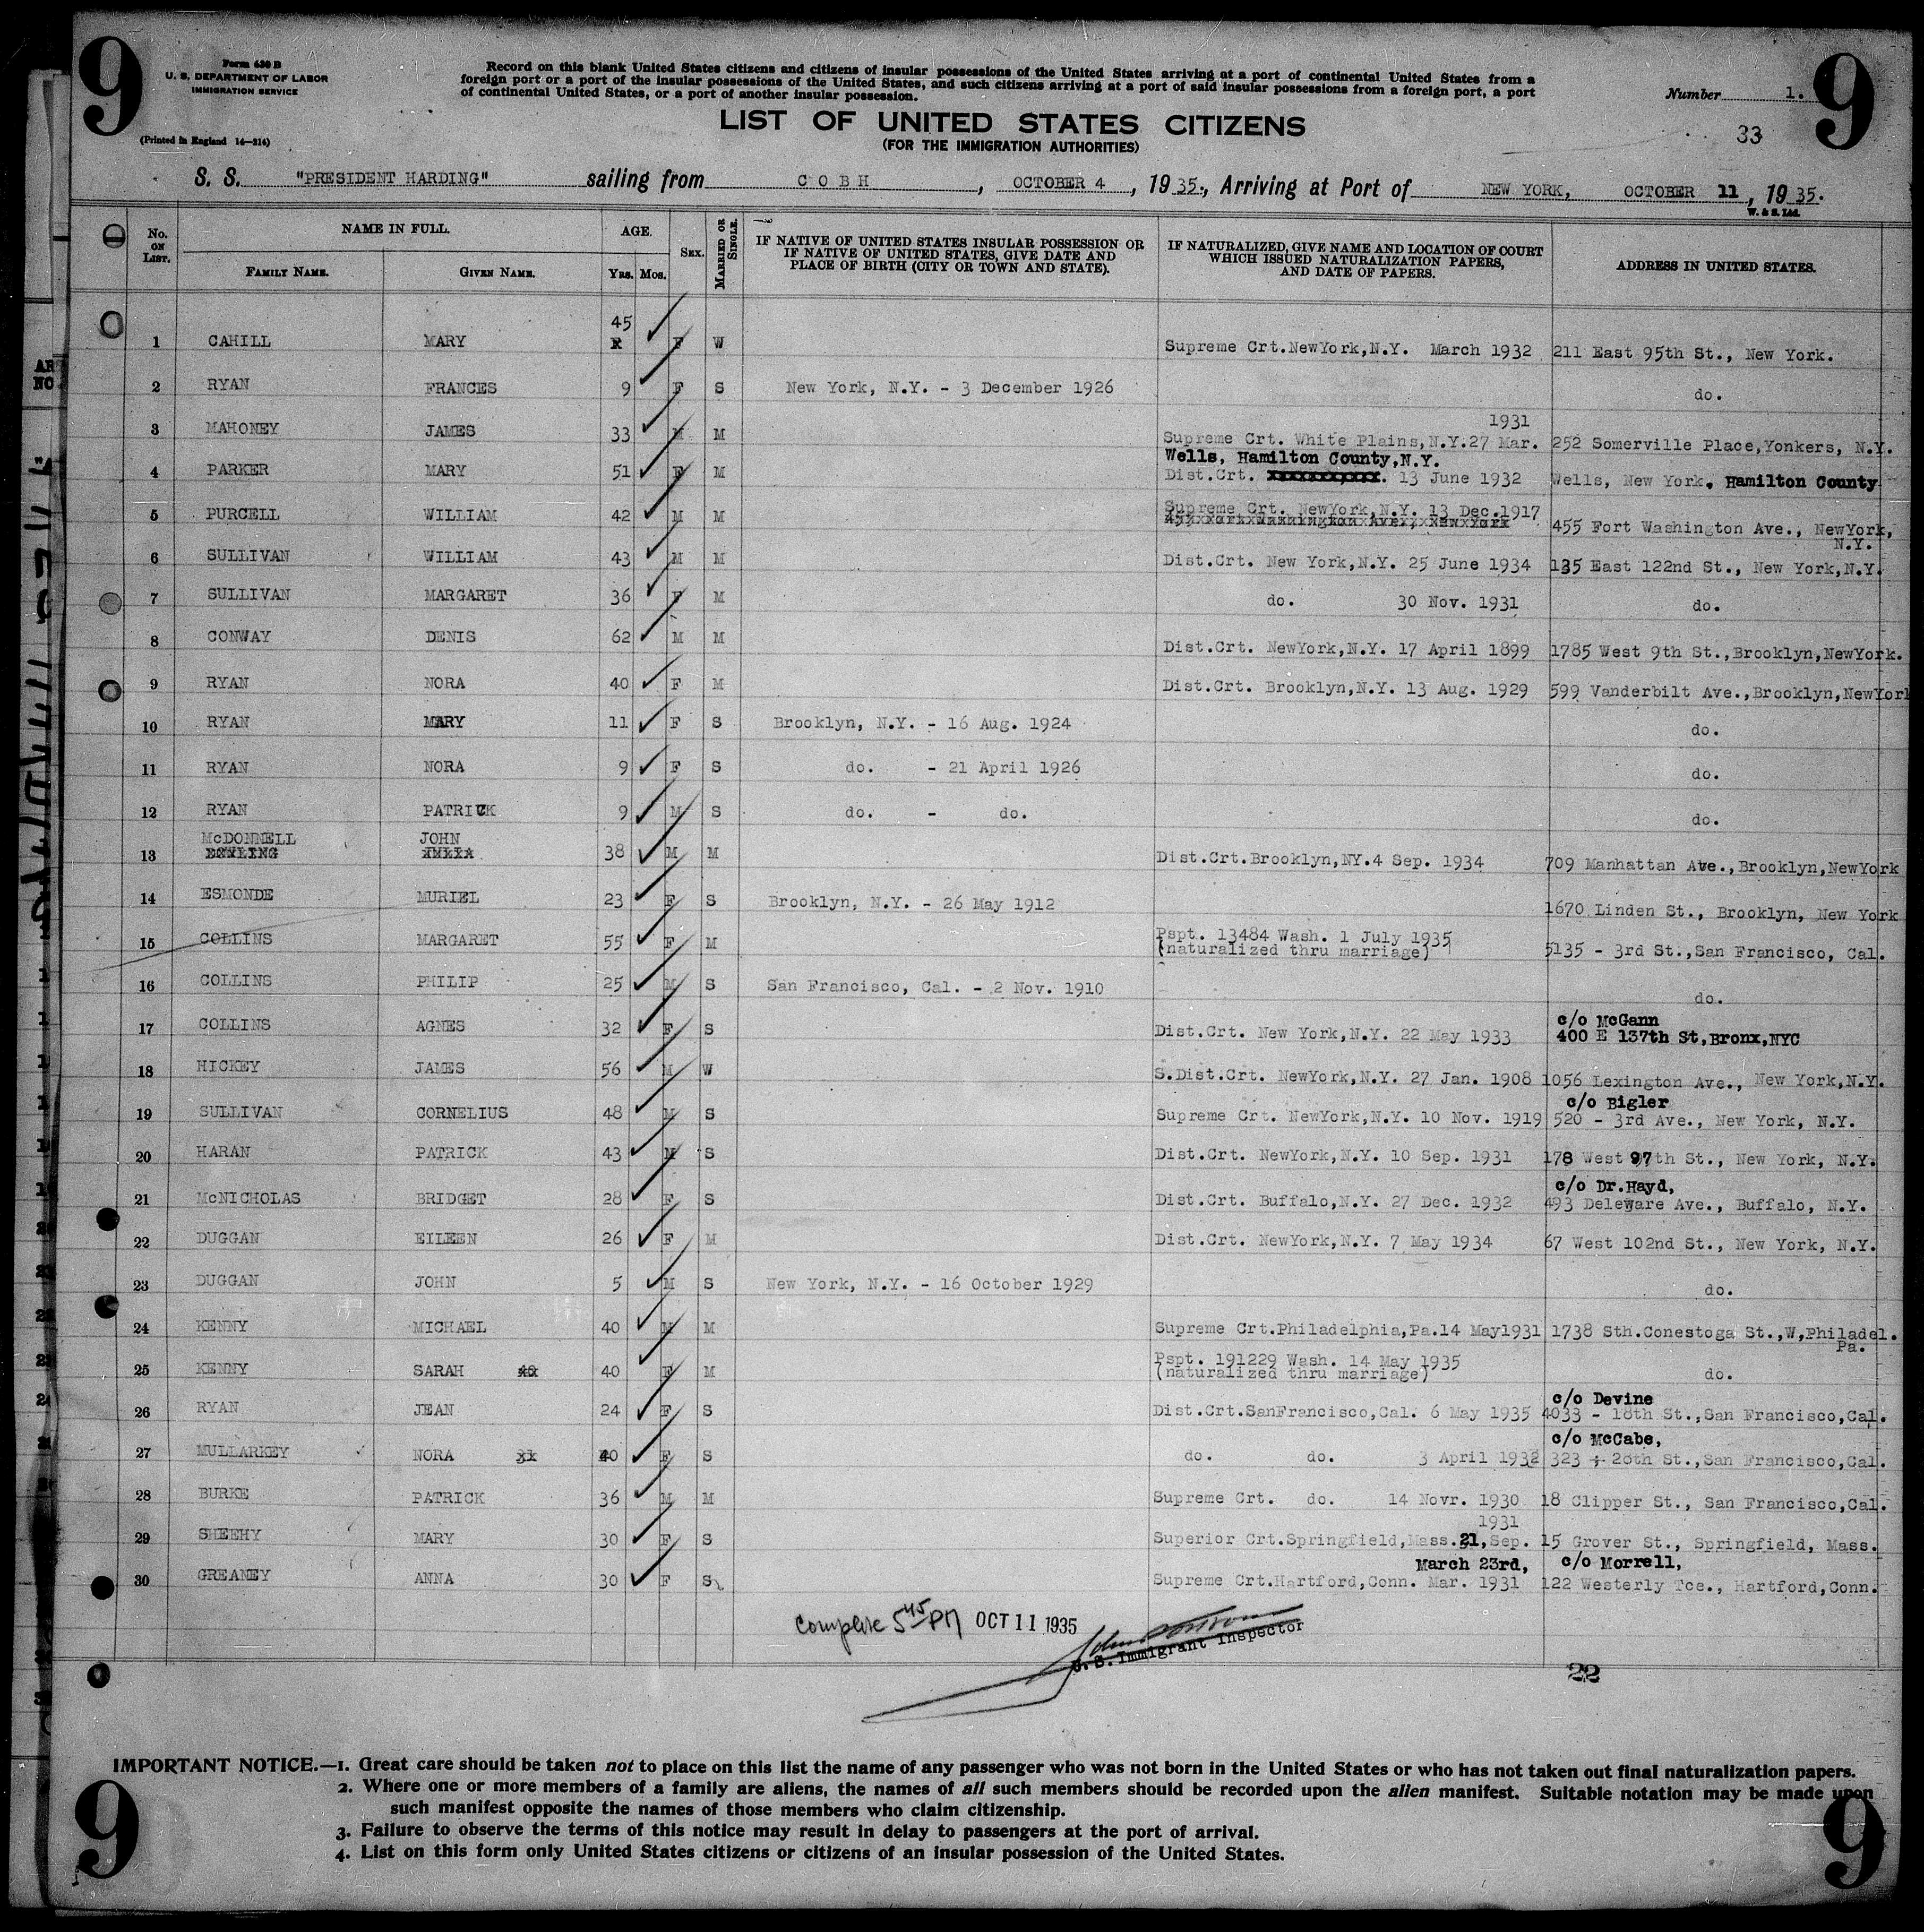 9
9
Form 630 B
U. S. DEPARTMENT OF LABOR
IMMIGRATION SERVICE
(Printed in England 14—214)
Record on this blank United States citizens and citizens of insular possessions of the United States arriving at a port of continental United States from a
foreign port or a port of the insular possessions of the United States, and such citizens arriving at a port of said insular possessions from a foreign port, a port
of continental United States, or a port of another insular possession.
Number 1.
33
LIST OF UNITED STATES CITIZENS
(FOR THE IMMIGRATION AUTHORITIES)
S. S. "PRESIDENT HARDING" sailing from COBH, OCTOBER 4, 1935., Arriving at Port of NEW YORK, OCTOBER 11, 1935.
W. & S. Ltd.
No. ON LIST. NAME IN FULL. FAMILY NAME. GIVEN NAME. AGE. YRS. MOS. SEX. MARRIED OR SINGLE. IF NATIVE OF UNITED STATES INSULAR POSSESSION OR IF NATIVE OF UNITED STATES, GIVE DATE AND PLACE OF BIRTH (CITY OR TOWN AND STATE). IF NATURALIZED, GIVE NAME AND LOCATION OF COURT WHICH ISSUED NATURALIZATION PAPERS, AND DATE OF PAPERS. ADDRESS IN UNITED STATES.
1 CAHILL MARY 45 F W Supreme Crt.NewYork,N.Y. March 1932 211 East 95th St., New York.
2 RYAN FRANCES 9 F S New York, N.Y. - 3 December 1926 do.
3 MAHONEY JAMES 33 M M Supreme Crt. White Plains,N.Y.27 Mar. 1931 252 Somerville Place,Yonkers, N.Y.
4 PARKER MARY 51 F M Wells, Hamilton County,N.Y. Dist.Crt. 13 June 1932 Wells, New York. Hamilton County
5 PURCELL WILLIAM 42 M M Supreme Crt. NewYork,N.Y. 13 Dec.1917 455 Fort Washington Ave., NewYork, N.Y.
6 SULLIVAN WILLIAM 43 M M Dist.Crt. New York,N.Y. 25 June 1934 135 East 122nd St., New York,N.Y.
7 SULLIVAN MARGARET 36 F M do. 30 Nov. 1931 do.
8 CONWAY DENIS 62 M M Dist.Crt. NewYork,N.Y. 17 April 1899 1785 West 9th St.,Brooklyn,NewYork.
9 RYAN NORA 40 F M Dist.Crt. Brooklyn,N.Y. 13 Aug. 1929 599 Vanderbilt Ave.,Brooklyn,NewYork
10 RYAN MARY 11 F S Brooklyn, N.Y. - 16 Aug. 1924 do.
11 RYAN NORA 9 F S do. - 21 April 1926 do.
12 RYAN PATRICK 9 M S do. - do. do.
13 McDONNELL JOHN 38 M M Dist.Crt.Brooklyn,NY.4 Sep. 1934 709 Manhattan Ave.,Brooklyn,NewYork
14 ESMONDE MURIEL 23 F S Brooklyn, N.Y. - 26 May 1912 1670 Linden St., Brooklyn, New York
15 COLLINS MARGARET 55 F M Pspt. 13484 Wash. 1 July 1935 (naturalized thru marriage) 5135 - 3rd St.,San Francisco, Cal.
16 COLLINS PHILIP 25 M S San Francisco, Cal. - 2 Nov. 1910 do.
17 COLLINS AGNES 32 F S Dist.Crt. New York,N.Y. 22 May 1933 c/o McGann 400 E 137th St,Bronx,NYC
18 HICKEY JAMES 56 M W S.Dist.Crt. NewYork,N.Y. 27 Jan. 1908 1056 Lexington Ave., New York,N.Y.
19 SULLIVAN CORNELIUS 48 M S Supreme Crt. NewYork,N.Y. 10 Nov. 1919 c/o Bigler 520 - 3rd Ave., New York, N.Y.
20 HARAN PATRICK 43 M S Dist.Crt. NewYork,N.Y. 10 Sep. 1931 178 West 97th St., New York, N.Y.
21 McNICHOLAS BRIDGET 28 F S Dist.Crt. Buffalo,N.Y. 27 Dec. 1932 c/o Dr.Hayd, 493 Deleware Ave., Buffalo, N.Y.
22 DUGGAN EILEEN 26 F M Dist.Crt. NewYork,N.Y. 7 May 1934 67 West 102nd St., New York, N.Y.
23 DUGGAN JOHN 5 M S New York, N.Y. - 16 October 1929 do.
24 KENNY MICHAEL 40 M M Supreme Crt.Philadelphia,Pa.14 May1931 1738 Sth.Conestoga St.,W,Philadel. Pa.
25 KENNY SARAH 40 40 F M Pspt. 191229 Wash. 14 May 1935 (naturalized thru marriage) do.
26 RYAN JEAN 24 F S Dist.Crt.SanFrancisco,Cal. 6 May 1935 c/o Devine 4033 - 18th St.,San Francisco,Cal.
27 MULLARKEY NORA 31 40 F S do. do. 3 April 1932 c/o McCabe, 323 - 28th St.,San Francisco,Cal.
28 BURKE PATRICK 36 M M Supreme Crt. do. 14 Novr. 1930 18 Clipper St., San Francisco,Cal.
29 SHEEHY MARY 30 F S Superior Crt.Springfield,Mass.21,Sep. 1931 15 Grover St., Springfield, Mass.
30 GREANEY ANNA 30 F S March 23rd, Supreme Crt.Hartford,Conn. Mar. 1931 c/o Morrell, 122 Westerly Tce., Hartford,Conn.
Complete 5 45 PM OCT 11 1935
U. S. Immigrant Inspector
22
IMPORTANT NOTICE.—1. Great care should be taken not to place on this list the name of any passenger who was not born in the United States or who has not taken out final naturalization papers.
2. Where one or more members of a family are aliens, the names of all such members should be recorded upon the alien manifest. Suitable notation may be made upon
such manifest opposite the names of those members who claim citizenship.
3. Failure to observe the terms of this notice may result in delay to passengers at the port of arrival.
4. List on this form only United States citizens or citizens of an insular possession of the United States.
9
9